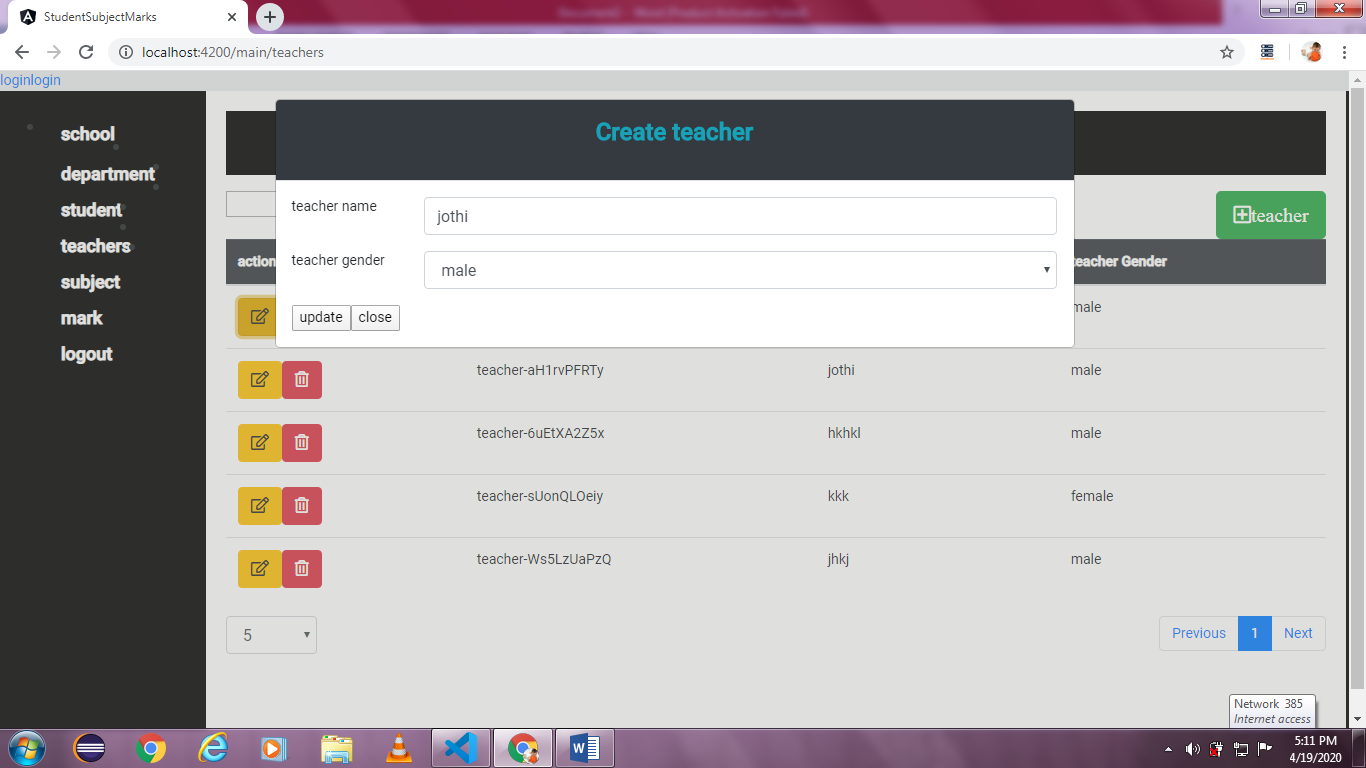 StudentSubjectMarks
localhost:4200/main/teachers
loginlogin
school
department
student
teachers
subject
mark
logout
Create teacher
teacher name
jothi
teacher gender
male
update close
teacher
action
teacher Gender
male
teacher-aH1rvPFRTy jothi male
teacher-6uEtXA2Z5x hkhkl male
teacher-sUonQLOeiy kkk female
teacher-Ws5LzUaPzQ jhkj male
5
Previous 1 Next
Network 385
Internet access
5:11 PM
4/19/2020